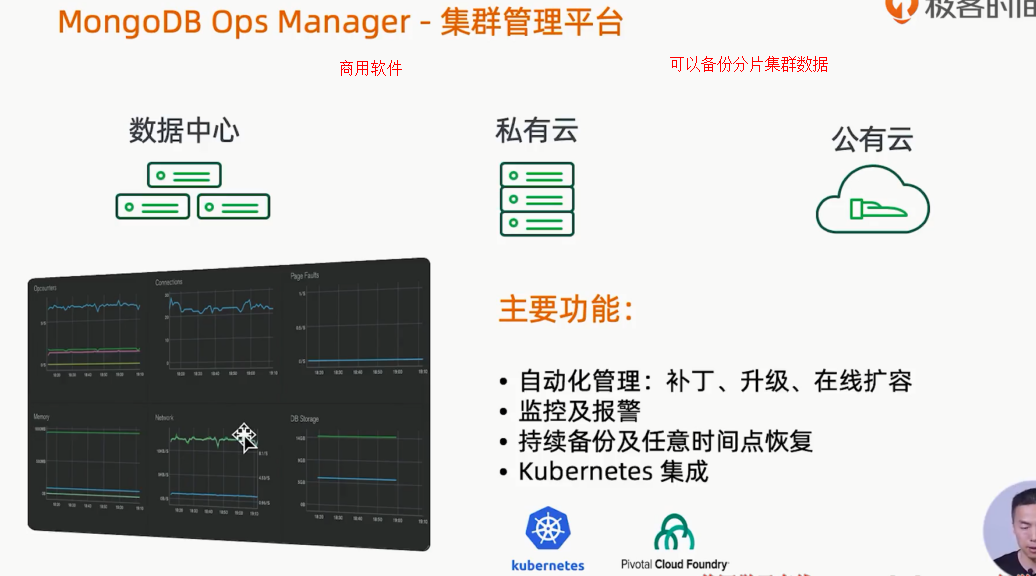 MongoDB Ops Manager - 集群管理平台
极客时间
商用软件
可以备份分片集群数据
数据中心
私有云
公有云
Opcounters
Connections
Page Faults
Memory
Network
DB Storage
主要功能：
• 自动化管理：补丁、升级、在线扩容
• 监控及报警
• 持续备份及任意时间点恢复
• Kubernetes 集成
kubernetes
Pivotal Cloud Foundry